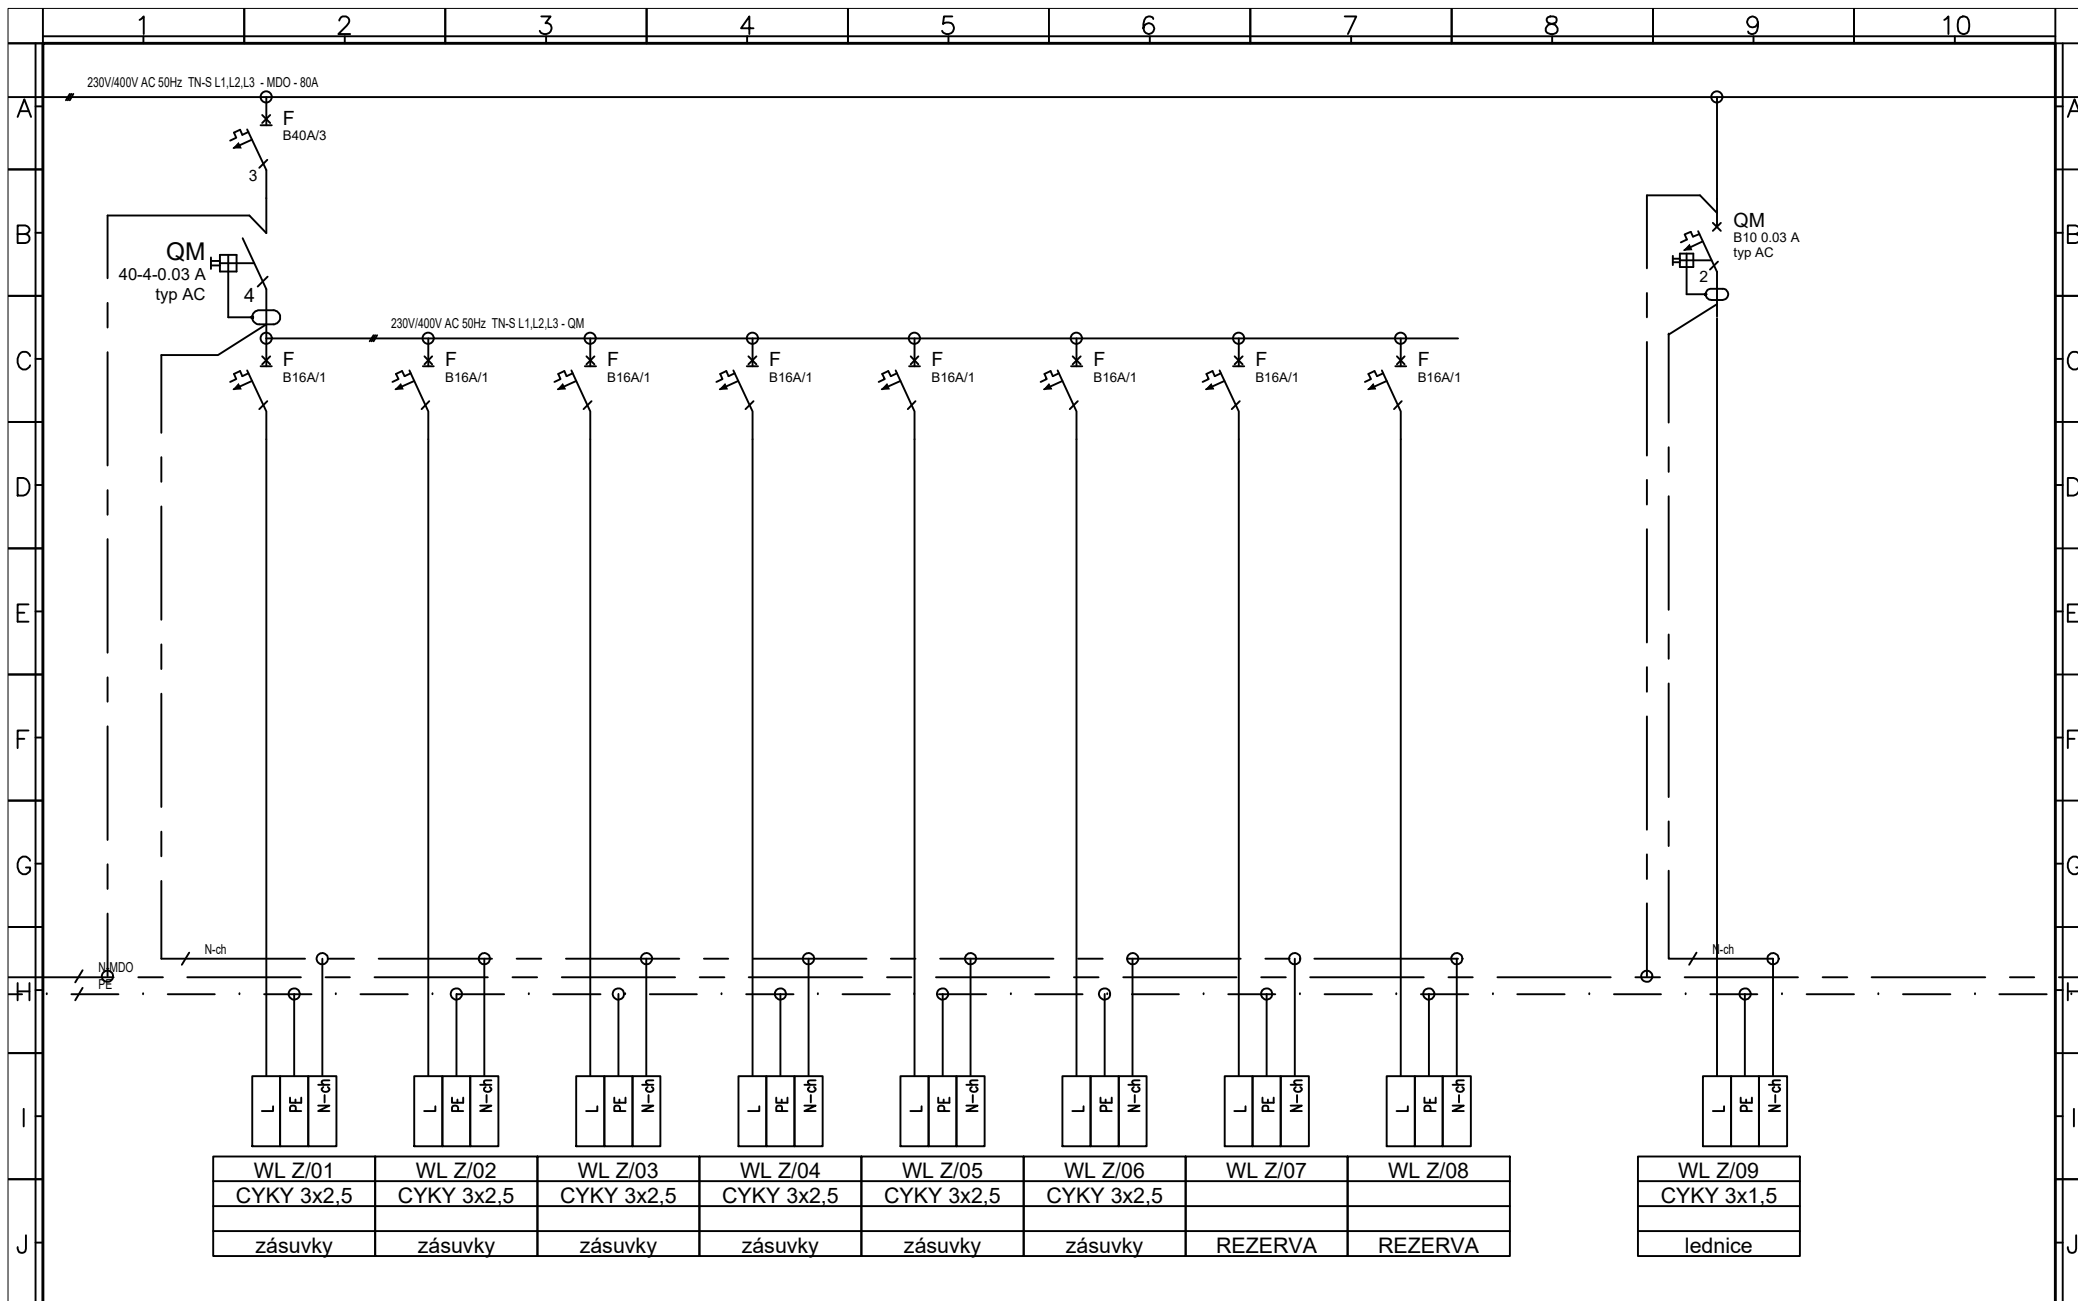 1 2 3 4 5 6 7 8 9 10
230V/400V AC 50Hz TN-S L1,L2,L3 - MDO - 80A
A A
F
B40A/3
3
B B
QM
40-4-0.03 A
typ AC
4
QM
B10 0.03 A
typ AC
2
230V/400V AC 50Hz TN-S L1,L2,L3 - QM
C C
F F F F F F F F
B16A/1 B16A/1 B16A/1 B16A/1 B16A/1 B16A/1 B16A/1 B16A/1
D D
E E
F F
G G
N-ch N-ch
N-MDO
PE
H H
L PE N-ch L PE N-ch L PE N-ch L PE N-ch L PE N-ch L PE N-ch L PE N-ch L PE N-ch L PE N-ch
I I
WL Z/01 WL Z/02 WL Z/03 WL Z/04 WL Z/05 WL Z/06 WL Z/07 WL Z/08 WL Z/09
CYKY 3x2,5 CYKY 3x2,5 CYKY 3x2,5 CYKY 3x2,5 CYKY 3x2,5 CYKY 3x2,5 CYKY 3x1,5
J J
zásuvky zásuvky zásuvky zásuvky zásuvky zásuvky REZERVA REZERVA lednice